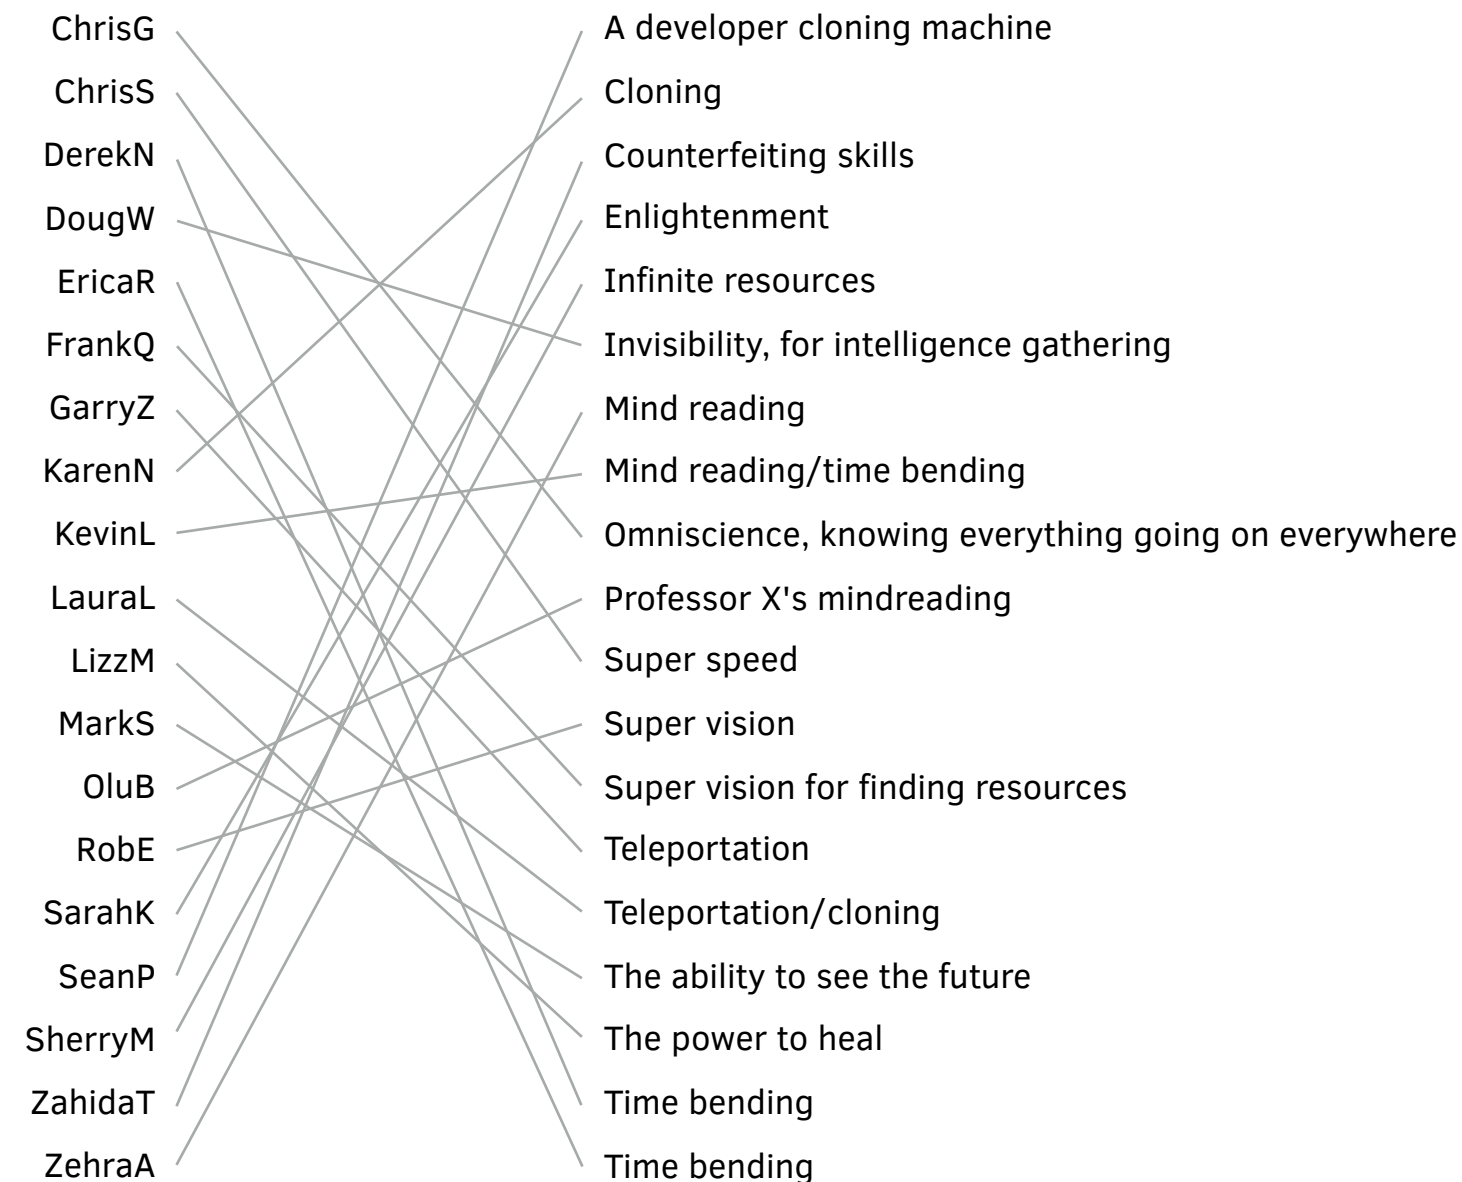 ChrisG
ChrisS
DerekN
DougW
EricaR
FrankQ
GarryZ
KarenN
KevinL
LauraL
LizzM
MarkS
OluB
RobE
SarahK
SeanP
SherryM
ZahidaT
ZehraA
A developer cloning machine
Cloning
Counterfeiting skills
Enlightenment
Infinite resources
Invisibility, for intelligence gathering
Mind reading
Mind reading/time bending
Omniscience, knowing everything going on everywhere
Professor X's mindreading
Super speed
Super vision
Super vision for finding resources
Teleportation
Teleportation/cloning
The ability to see the future
The power to heal
Time bending
Time bending